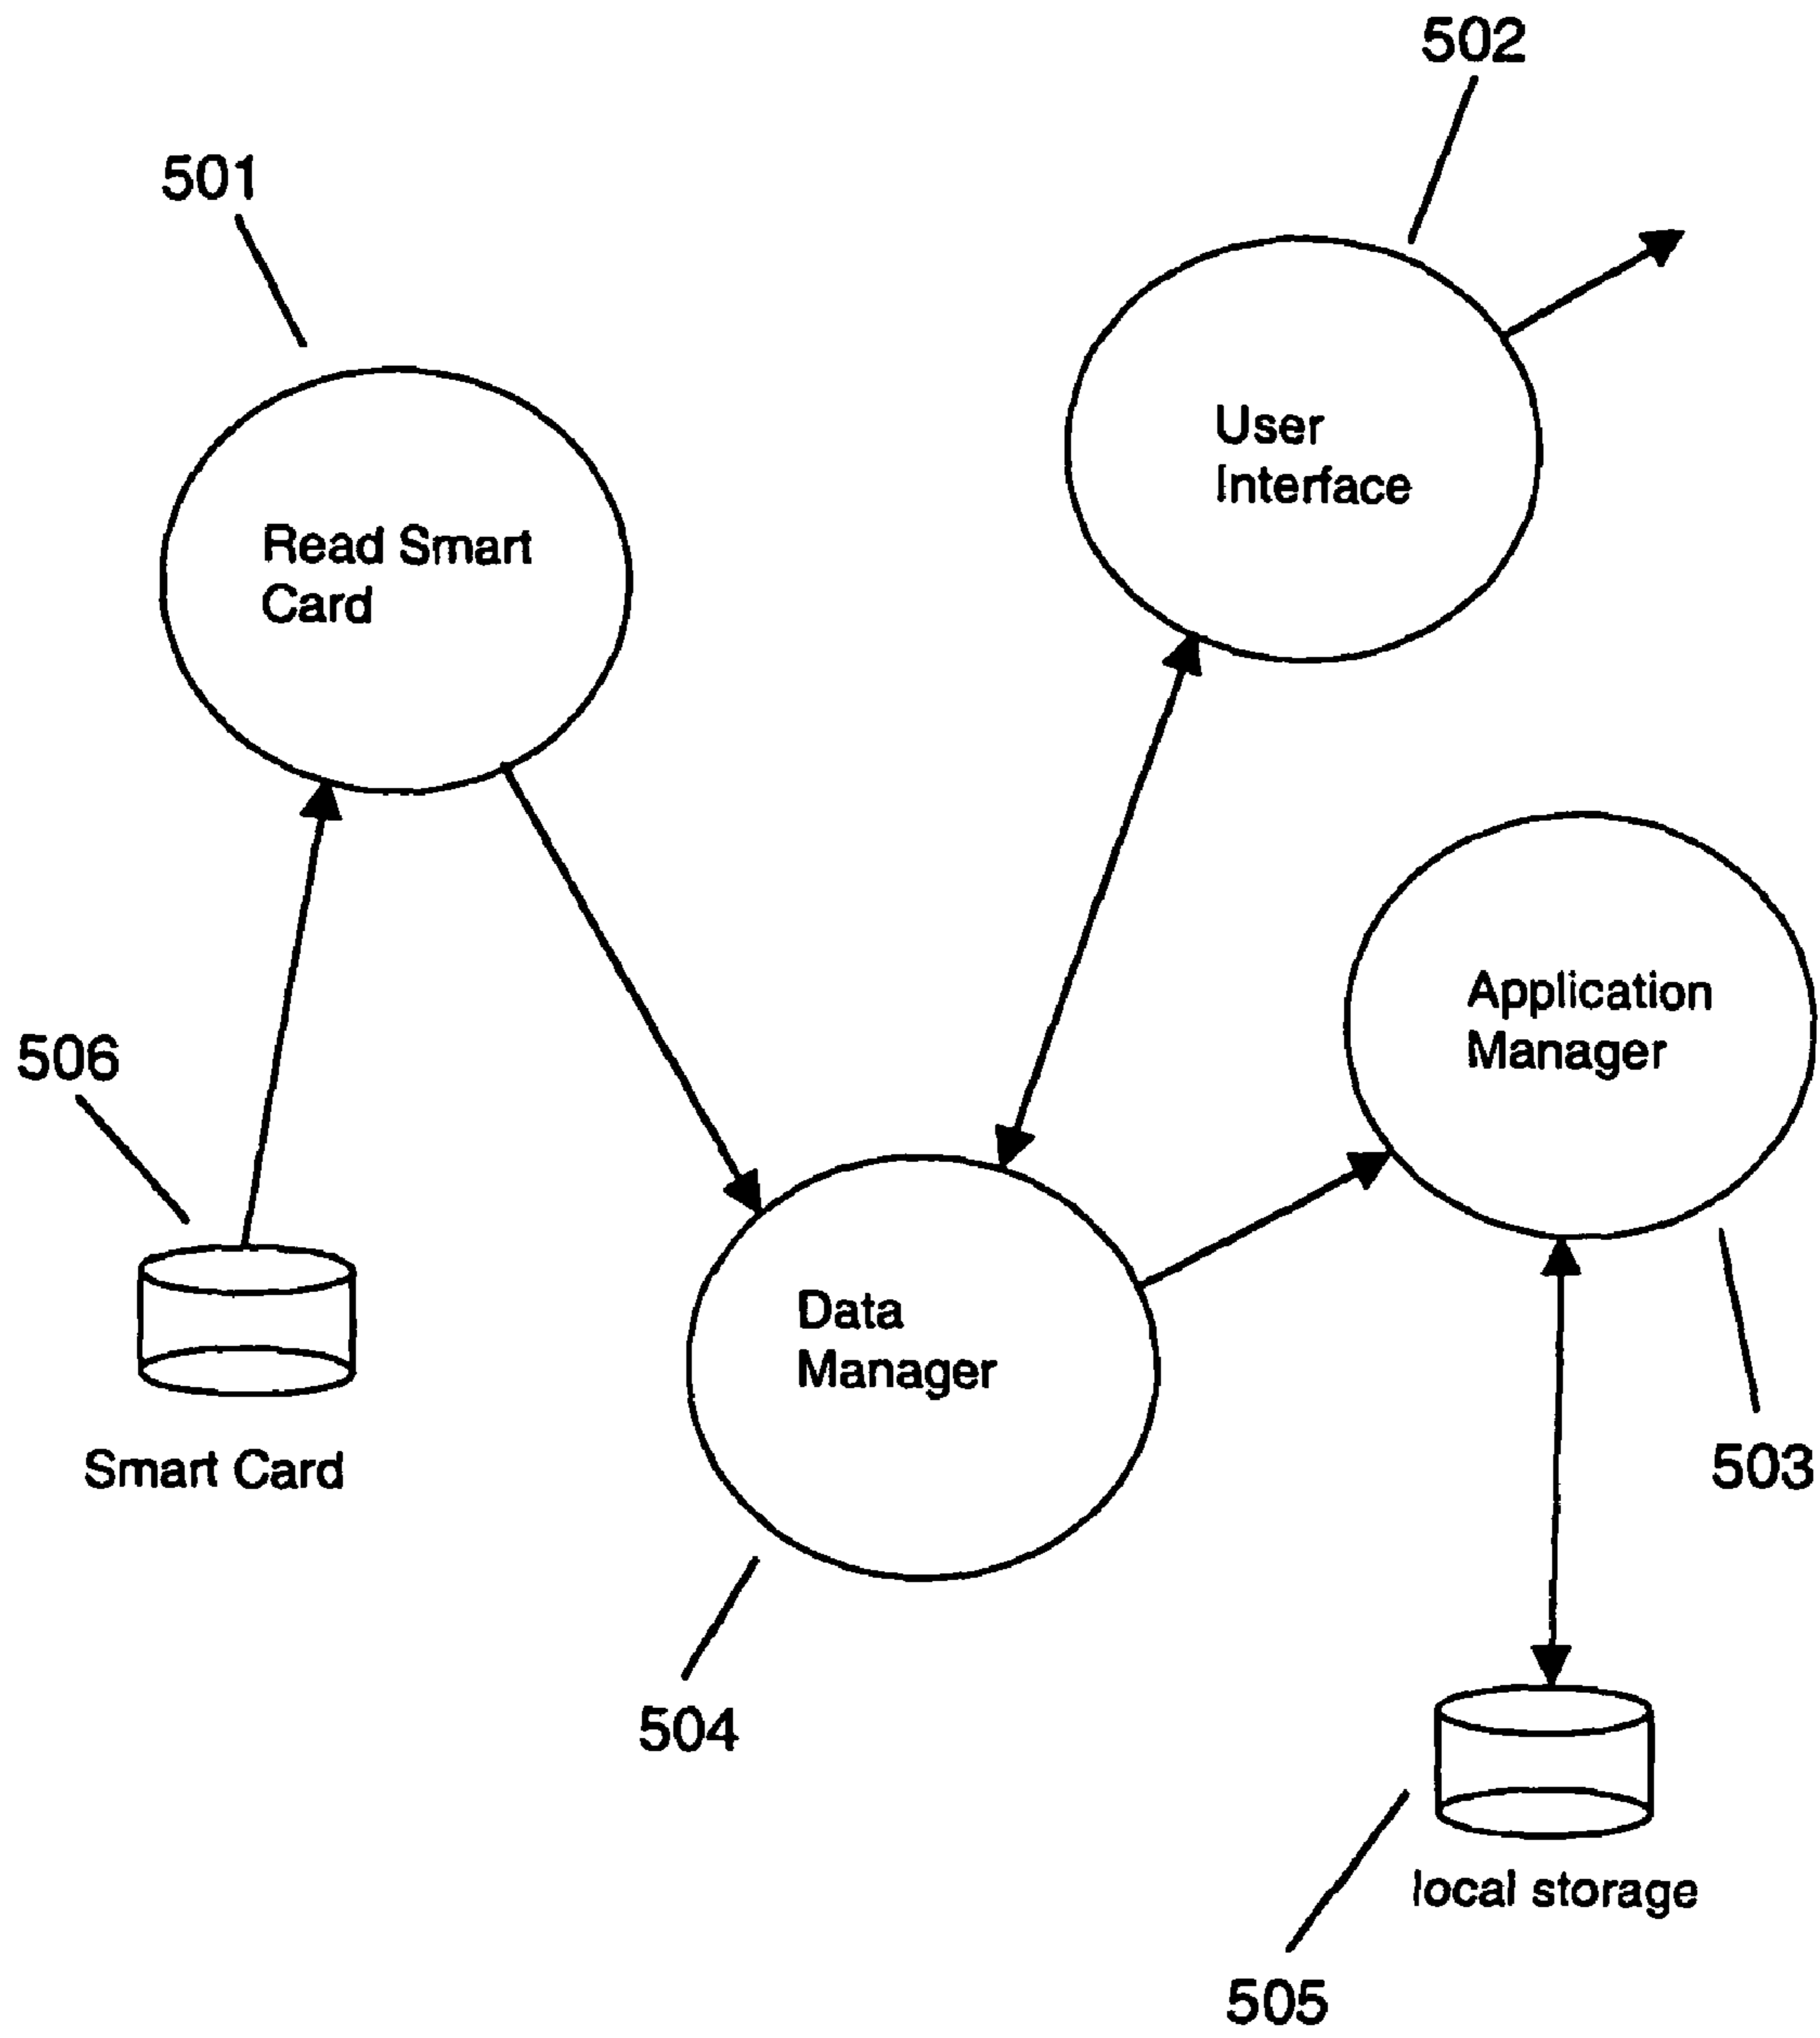 502
501
User
Interface
Read Smart
Card
Application
Manager
506
Data
Manager
Smart Card
503
504
local storage
505